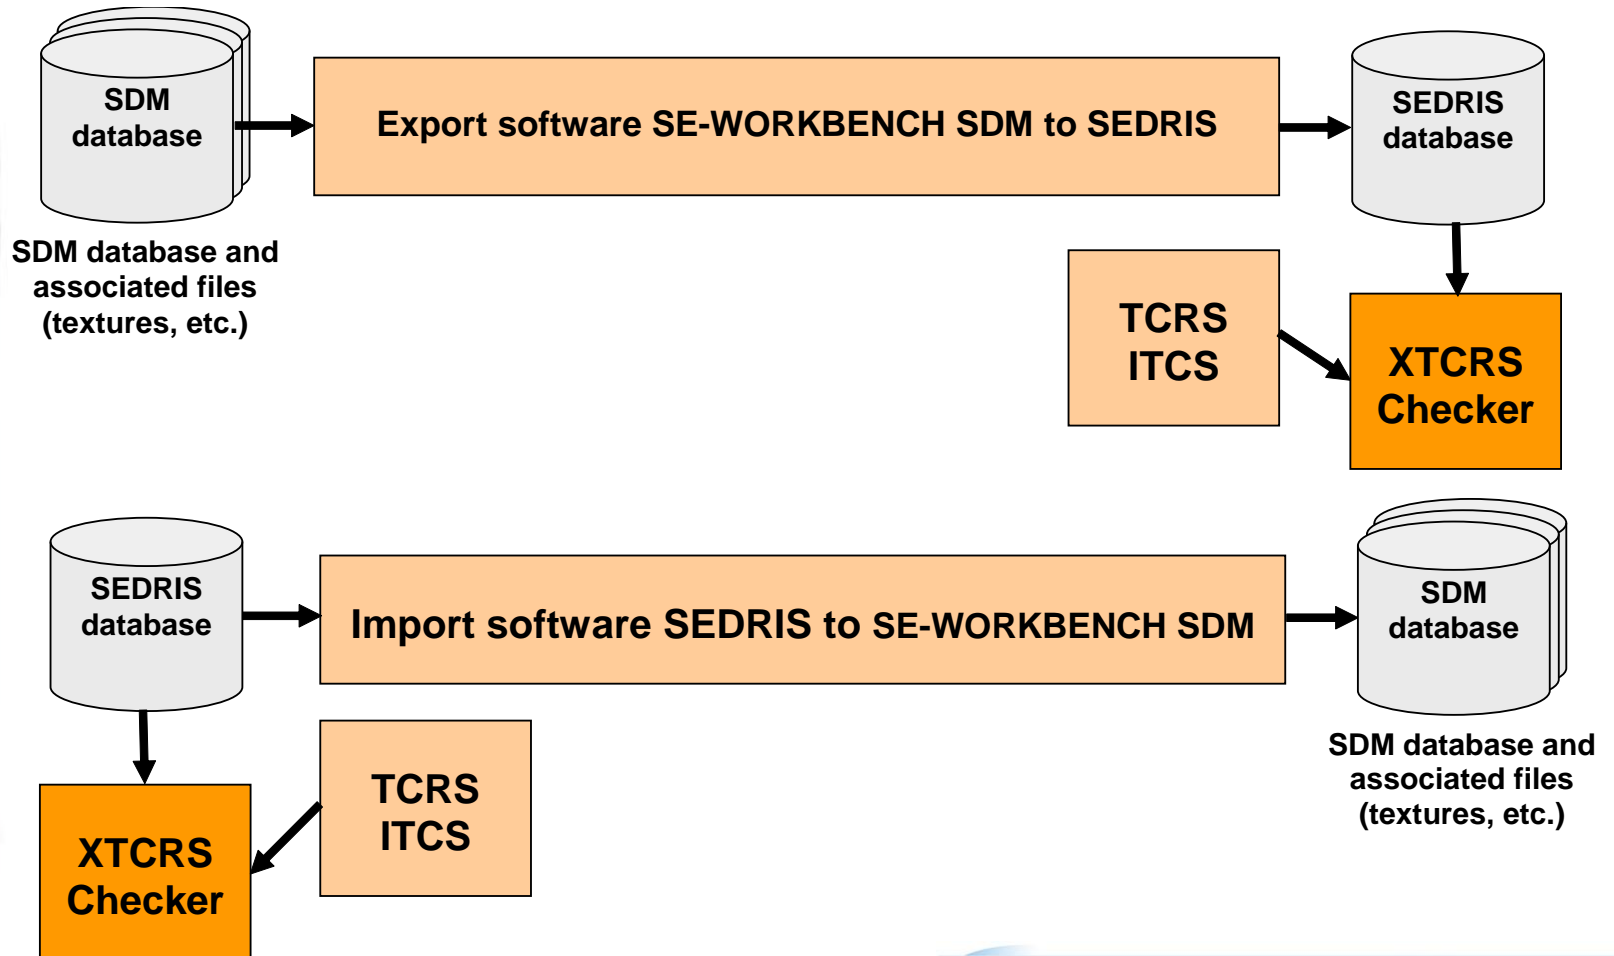 SDM
database
Export software SE-WORKBENCH SDM to SEDRIS
SEDRIS
database
SDM database and
associated files
(textures, etc.)
TCRS
ITCS
XTCRS
Checker
SEDRIS
database
Import software SEDRIS to SE-WORKBENCH SDM
SDM
database
SDM database and
associated files
(textures, etc.)
TCRS
ITCS
XTCRS
Checker